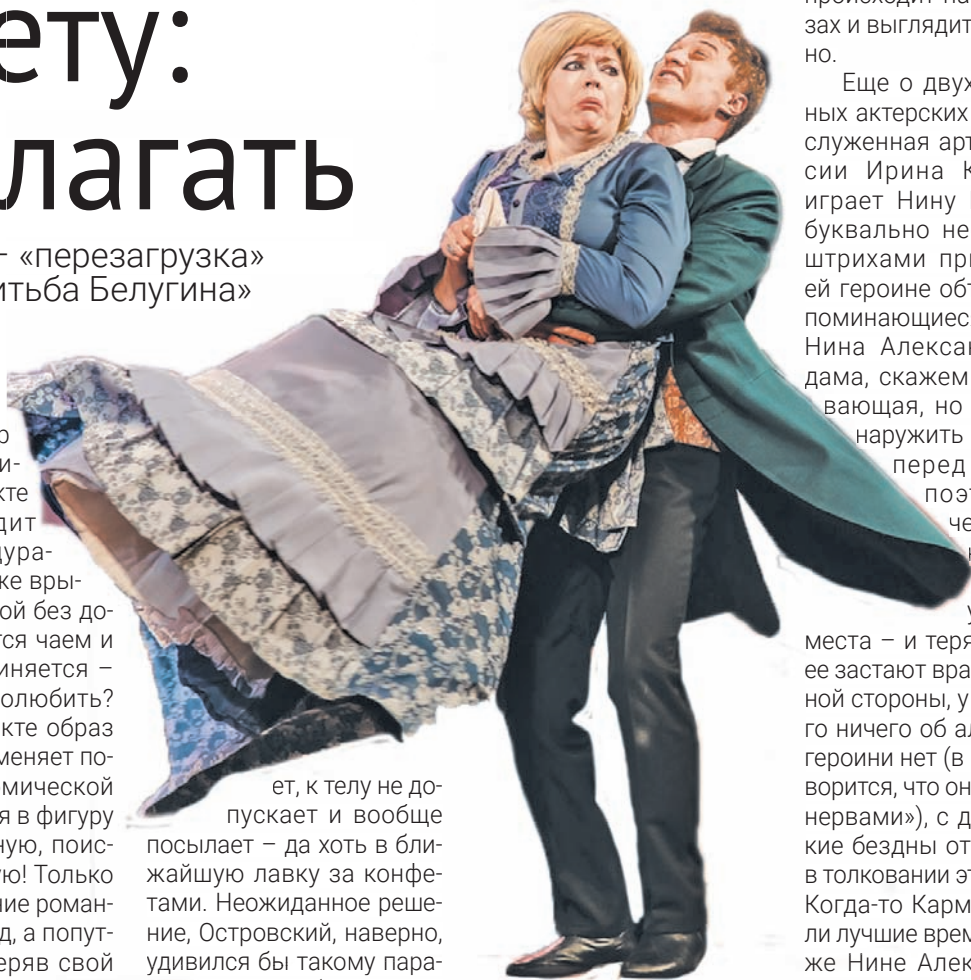 ету:
лагать
– «перезагрузка»
итьба Белугина»
р
и-
кте
дит
дура-
же вры-
ой без до-
тся чаем и
иняется –
олюбить?
кте образ
меняет по-
мической
я в фигуру
ную, поис-
ую! Только
ние роман-
д, а попут-
еряв свой
ет, к телу не до-
пускает и вообще
посылает – да хоть в бли-
жайшую лавку за конфе-
тами. Неожиданное реше-
ние, Островский, наверно,
удивился бы такому пара-
зах и выглядит
но.
Еще о двух
ных актерских
служенная арт
сии Ирина К
играет Нину
буквально не
штрихами при
ей героине объ
поминающиес
Нина Алексан
дама, скажем
вающая, но
наружить
перед
поэт
че
места – и теря
ее застают вра
ной стороны, у
го ничего об ал
героини нет (в
ворится, что он
нервами»), с д
кие бездны от
в толковании эт
Когда-то Карм
ли лучшие врем
же Нине Алек